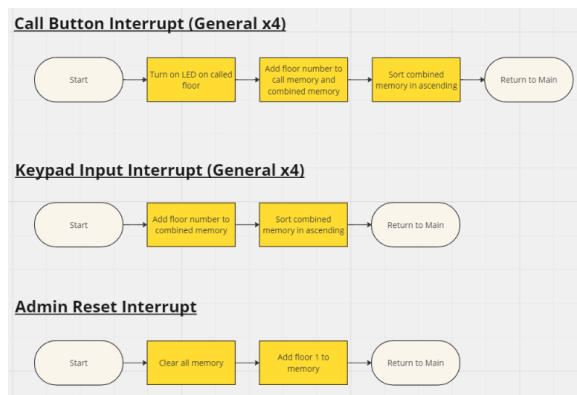 Call Button Interrupt (General x4)
Start
Turn on LED on called
floor
Add floor number to
call memory and
combined memory
Sort combined
memory in ascending
Return to Main
Keypad Input Interrupt (General x4)
Start
Add floor number to
combined memory
Sort combined
memory in ascending
Return to Main
Admin Reset Interrupt
Start
Clear all memory
Add floor 1 to
memory
Return to Main